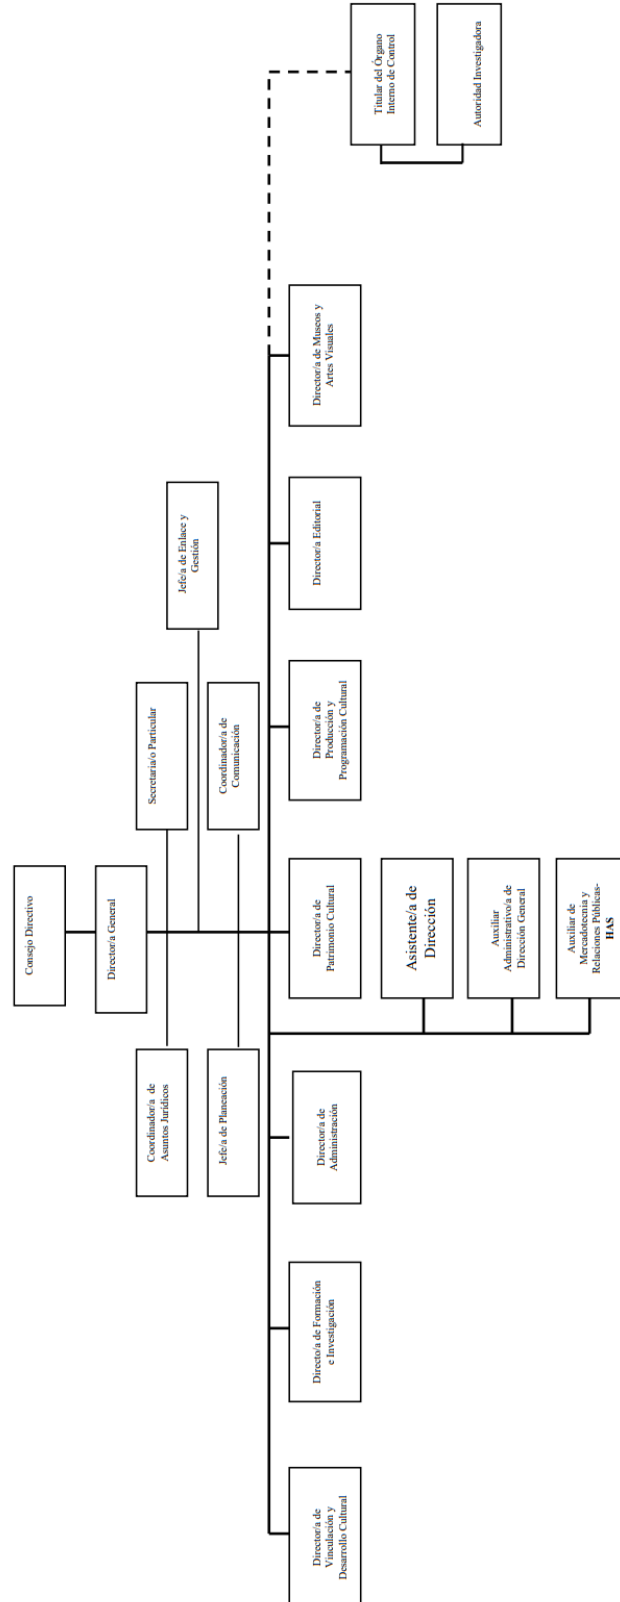 Consejo Directivo
Director/a General
Coordinador/a de
Asuntos Jurídicos
Secretaria/o Particular
Jefe/a de Enlace y
Gestión
Jefe/a de Planeación
Coordinador/a de
Comunicación
Director/a de
Vinculación y
Desarrollo Cultural
Directo/a de Formación
e Investigación
Director/a de
Administración
Director/a de
Patrimonio Cultural
Director/a de
Producción y
Programación Cultural
Director/a Editorial
Director/a de Museos y
Artes Visuales
Titular del Órgano
Interno de Control
Autoridad Investigadora
Asistente/a de
Dirección
Auxiliar
Administrativo/a de
Dirección General
Auxiliar de
Mercadotecnia y
Relaciones Públicas-
HAS